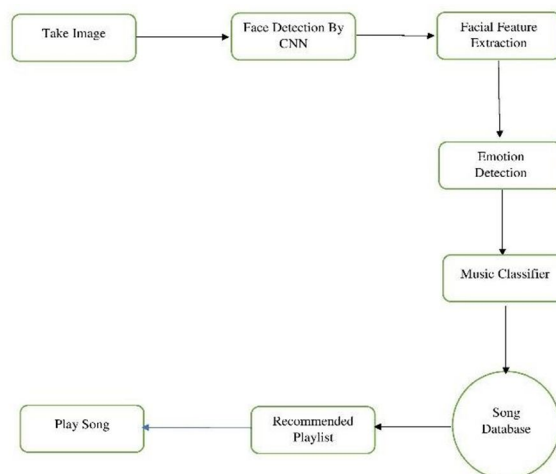 Take Image
Face Detection By
CNN
Facial Feature
Extraction
Emotion
Detection
Music Classifier
Song
Database
Recommended
Playlist
Play Song